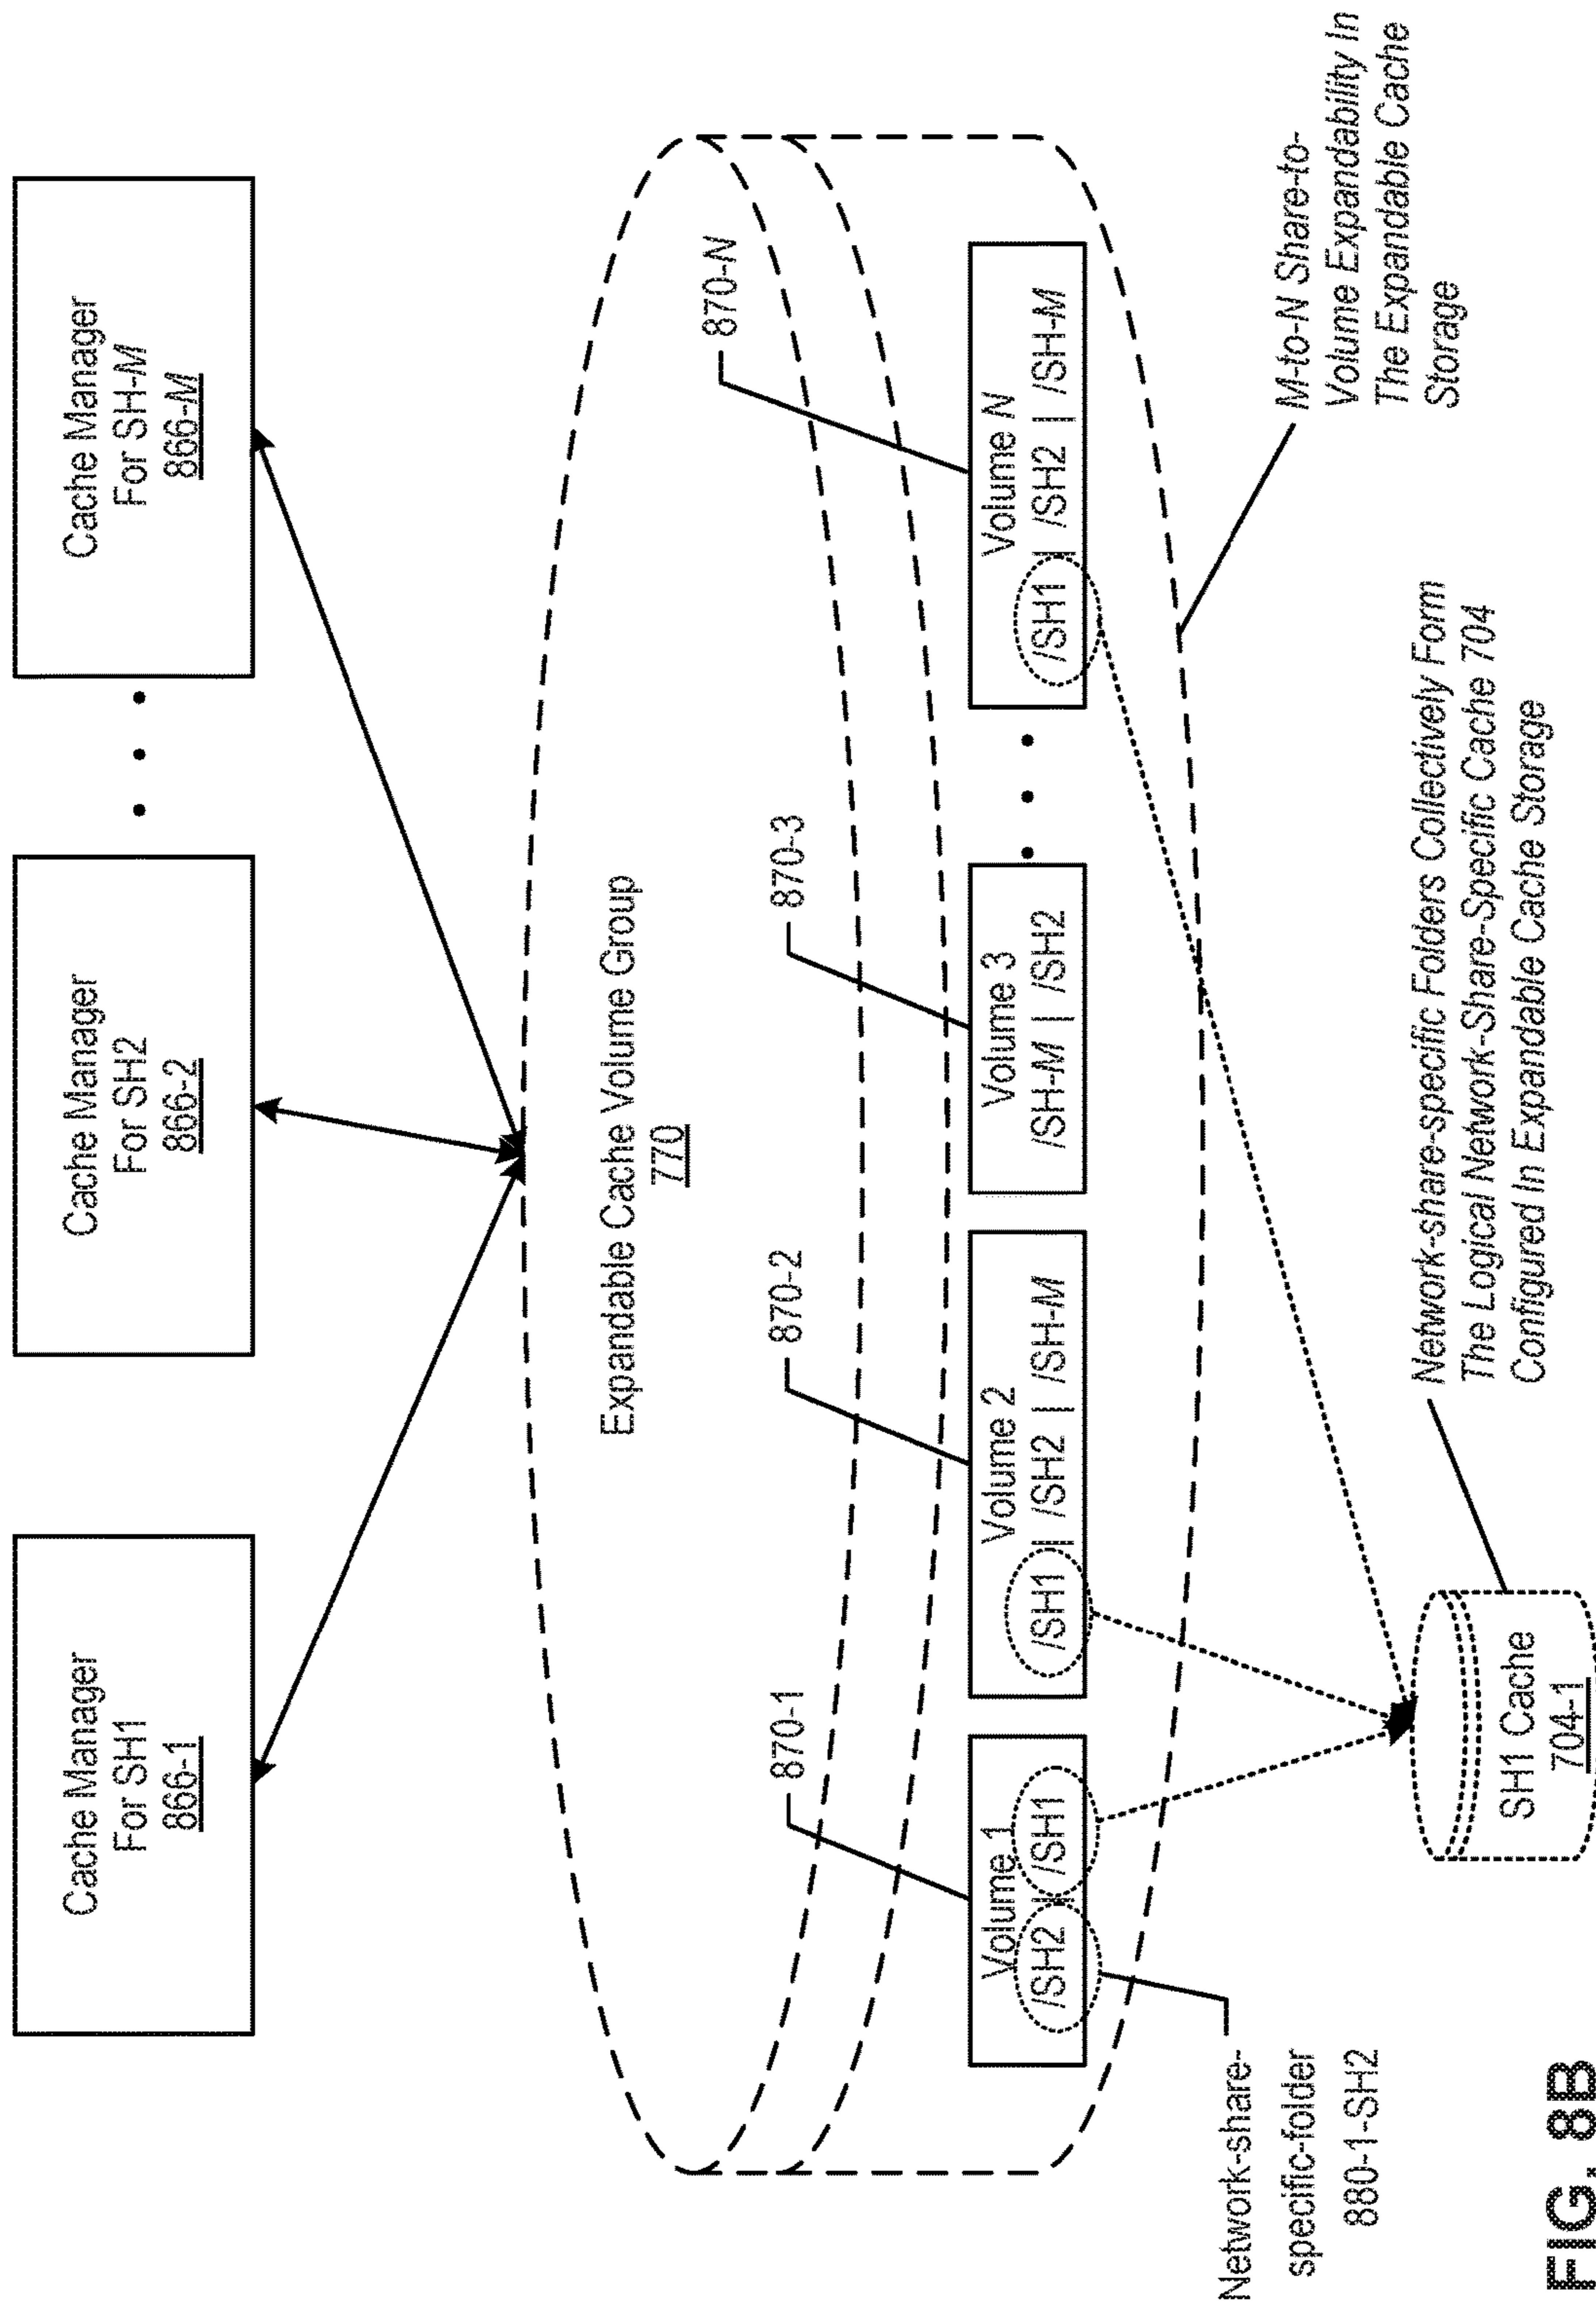 Cache Manager
For SH1
866-1
Cache Manager
For SH2
866-2
• • •
Cache Manager
For SH-M
866-M
Expandable Cache Volume Group
770
870-1
870-2
870-3
870-N
Volume 1
/SH2 | /SH1
Volume 2
/SH1 | /SH2 | /SH-M
Volume 3
/SH-M | /SH2
• • •
Volume N
/SH1 | /SH2 | /SH-M
Network-share-
specific-folder
880-1-SH2
M-to-N Share-to-
Volume Expandability In
The Expandable Cache
Storage
SH1 Cache
704-1
Network-share-specific Folders Collectively Form
The Logical Network-Share-Specific Cache 704
Configured In Expandable Cache Storage
FIG. 8B